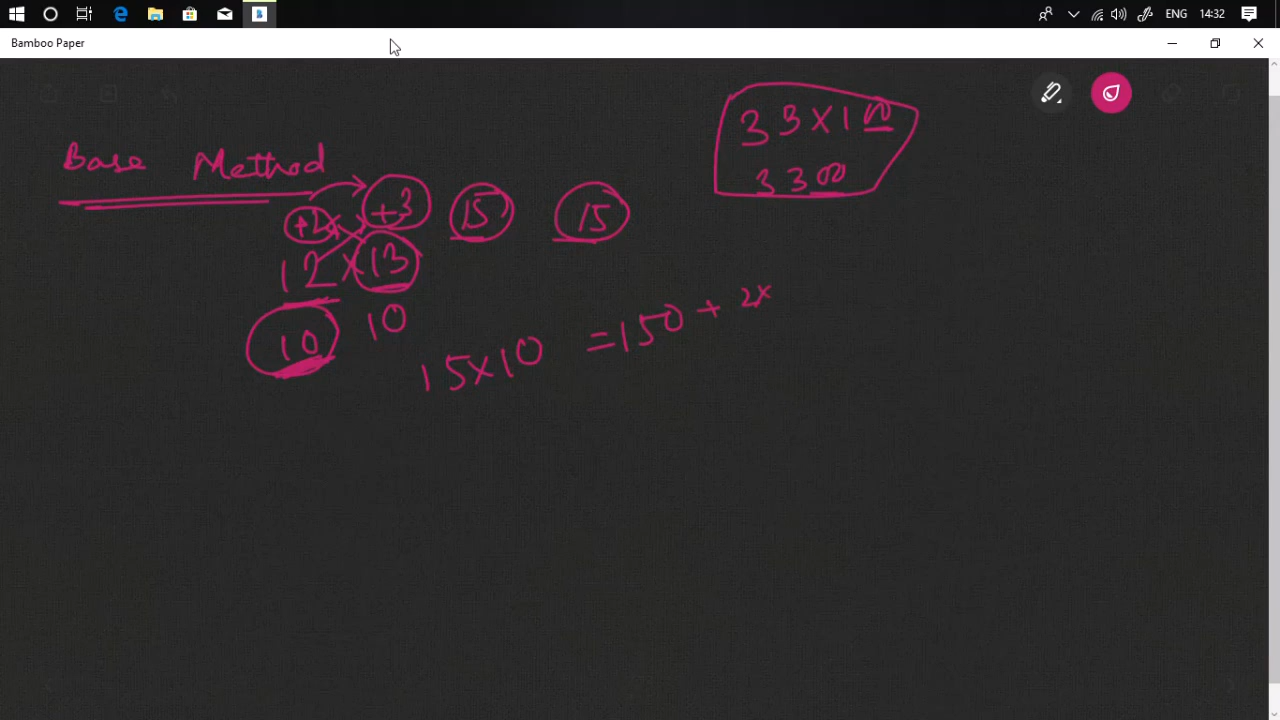 ENG 14:32
Bamboo Paper
33×100
3300
Base Method
+2 +3 15 15
12×13
10 10
15×10 =150+2×